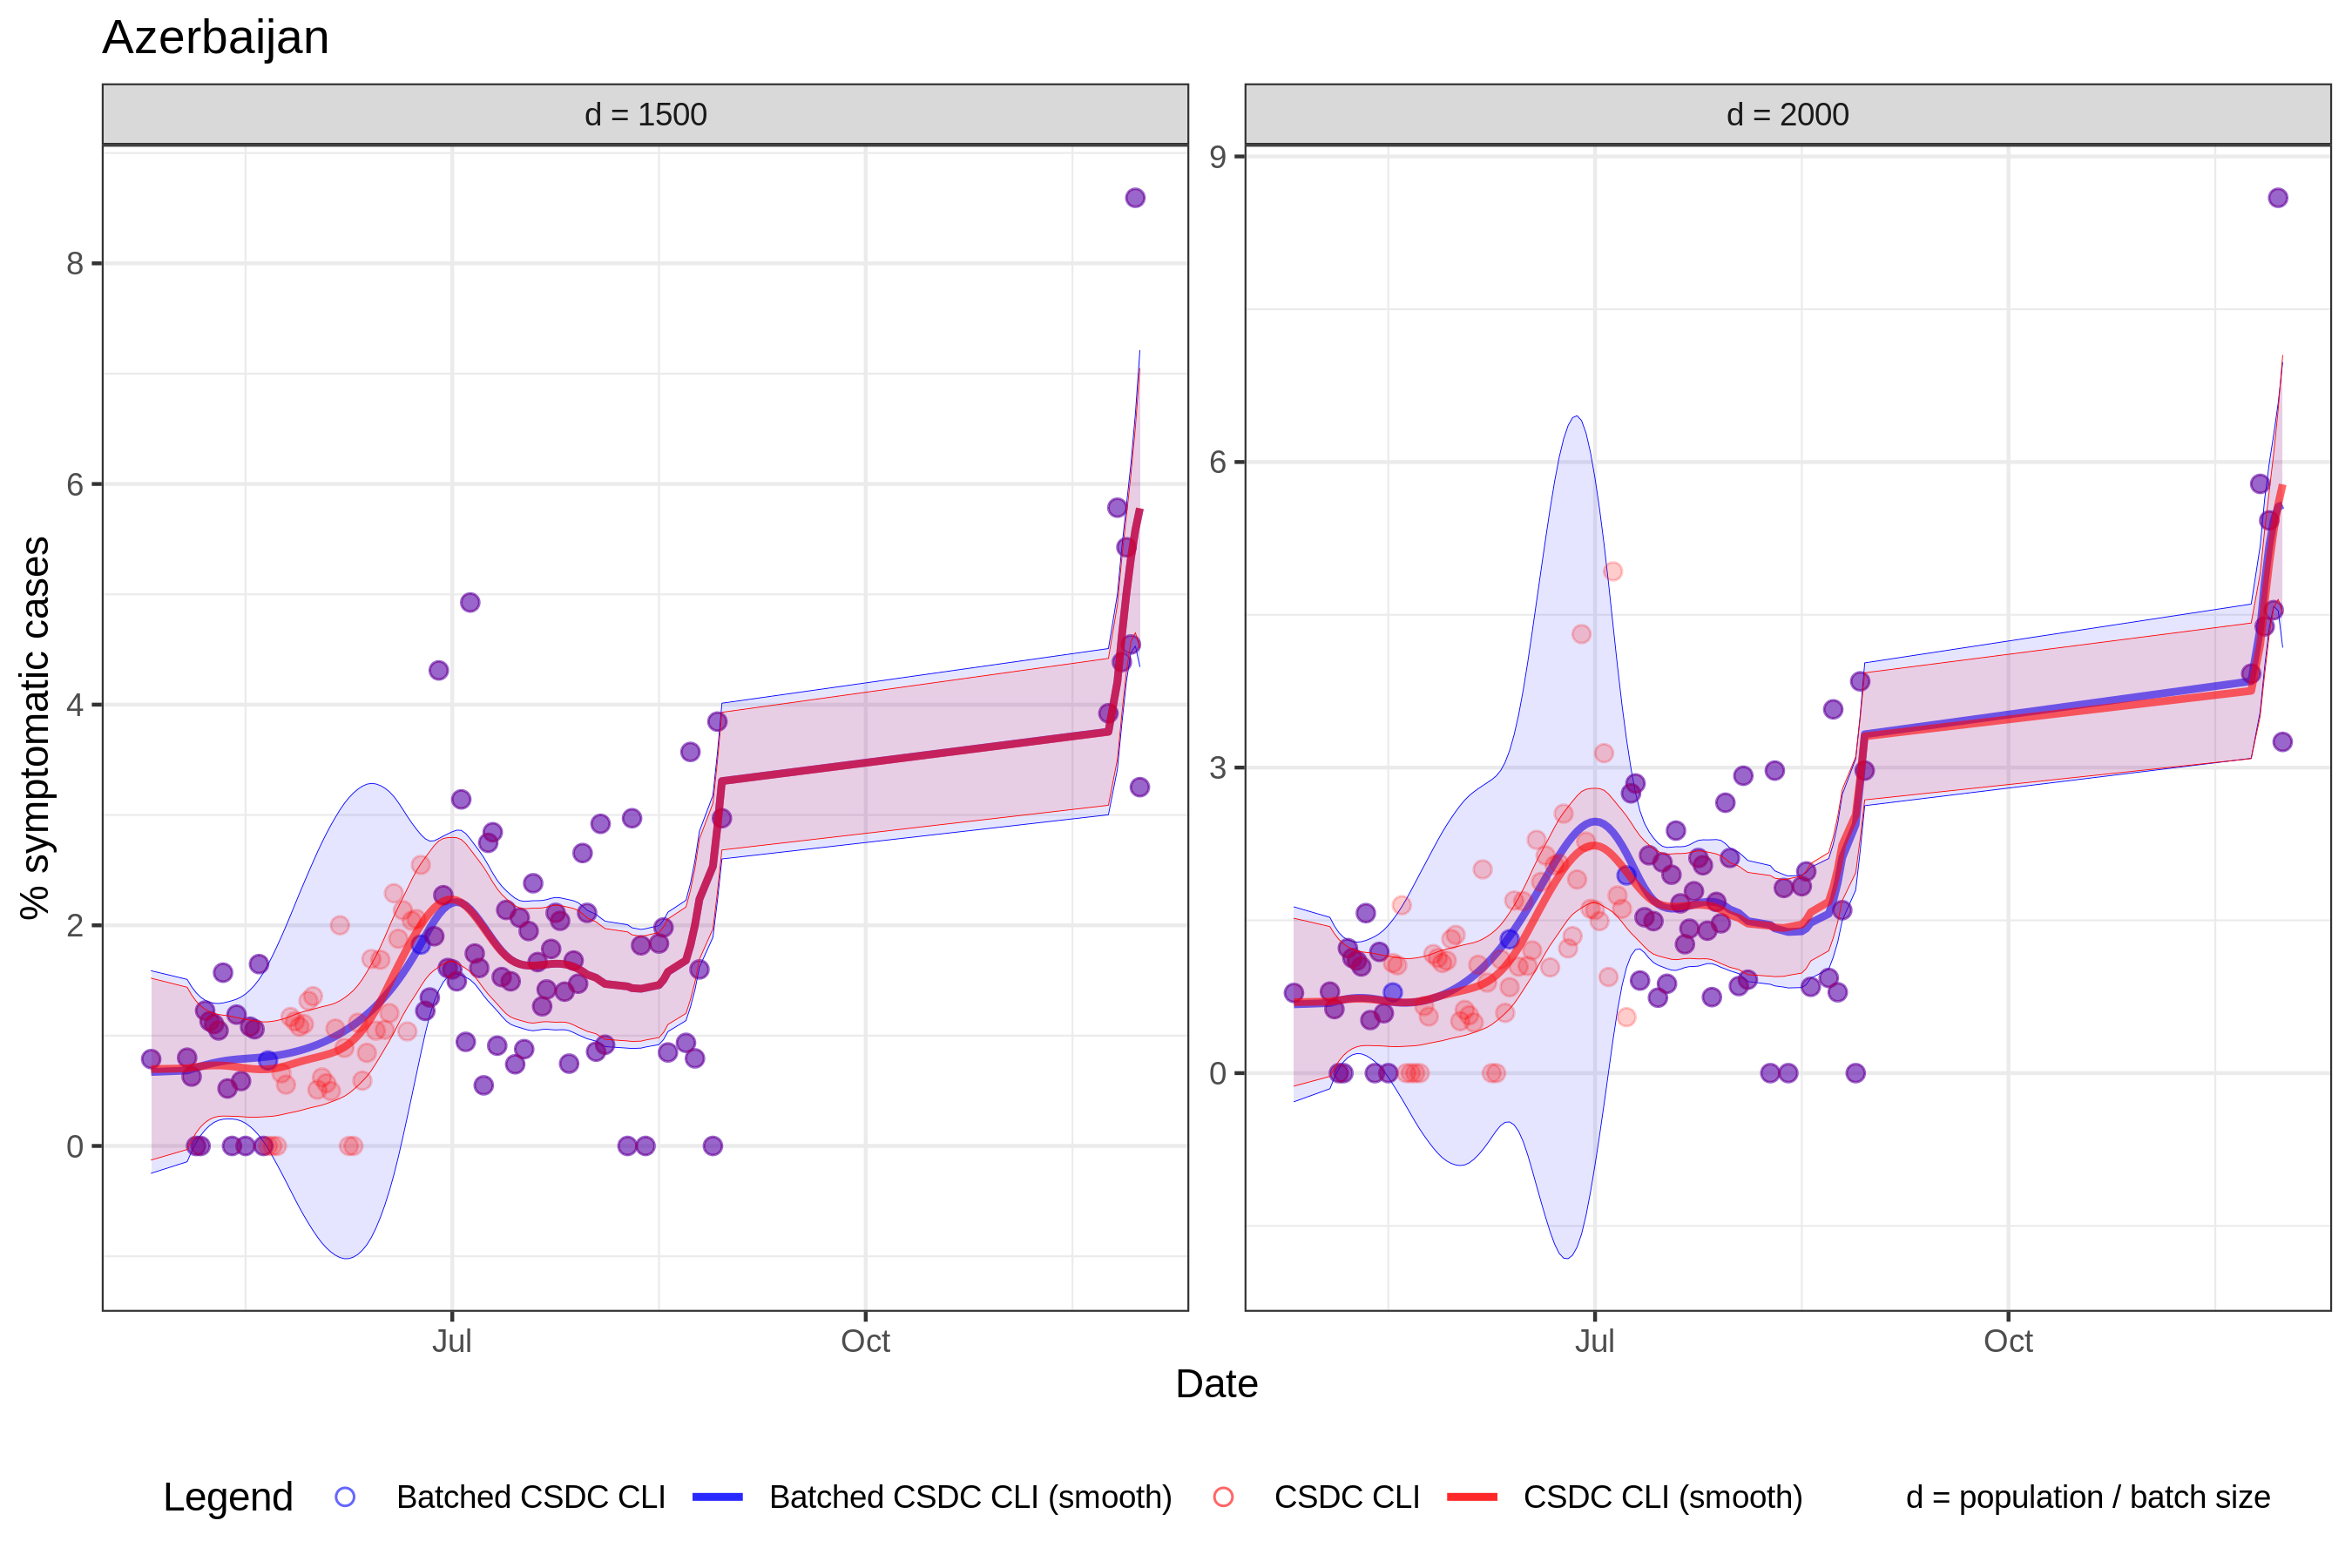 Azerbaijan
d = 1500
d = 2000
% symptomatic cases
8
6
4
2
0
9
6
3
0
Jul
Oct
Jul
Oct
Date
Legend
Batched CSDC CLI
Batched CSDC CLI (smooth)
CSDC CLI
CSDC CLI (smooth)
d = population / batch size